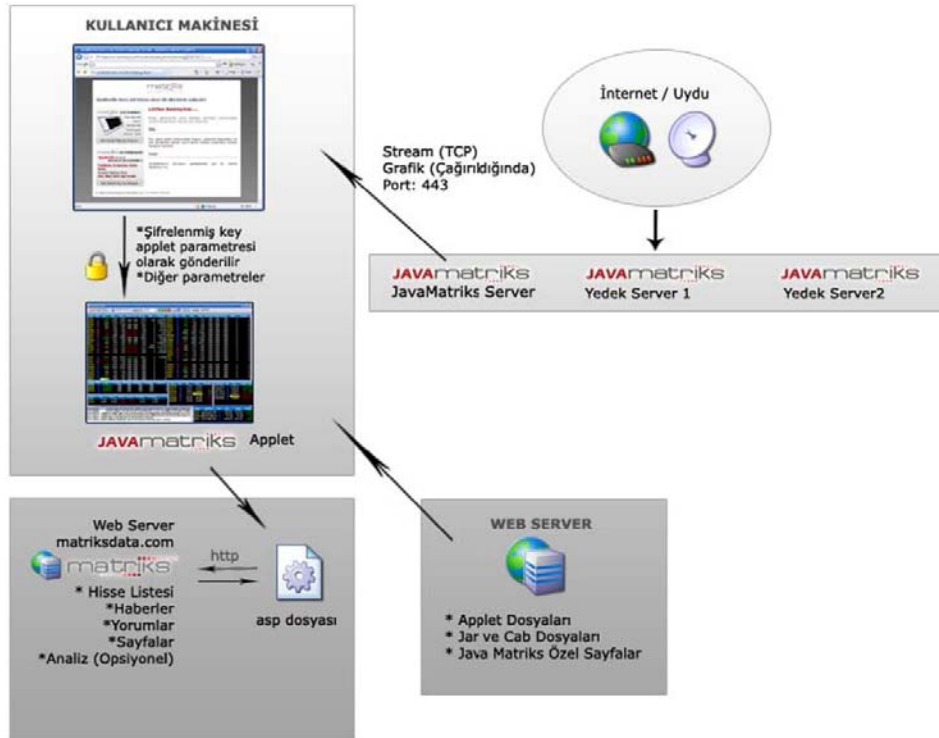 KULLANICI MAKİNESİ
matriks
*Şifrelenmiş key
applet parametresi
olarak gönderilir
*Diğer parametreler
JAVAmatriks Applet
Stream (TCP)
Grafik (Çağırıldığında)
Port: 443
İnternet / Uydu
JAVAmatriks
JavaMatriks Server
JAVAmatriks
Yedek Server 1
JAVAmatriks
Yedek Server2
Web Server
matriksdata.com
matriks
* Hisse Listesi
*Haberler
*Yorumlar
*Sayfalar
*Analiz (Opsiyonel)
http
asp dosyası
WEB SERVER
* Applet Dosyaları
* Jar ve Cab Dosyaları
* Java Matriks Özel Sayfalar